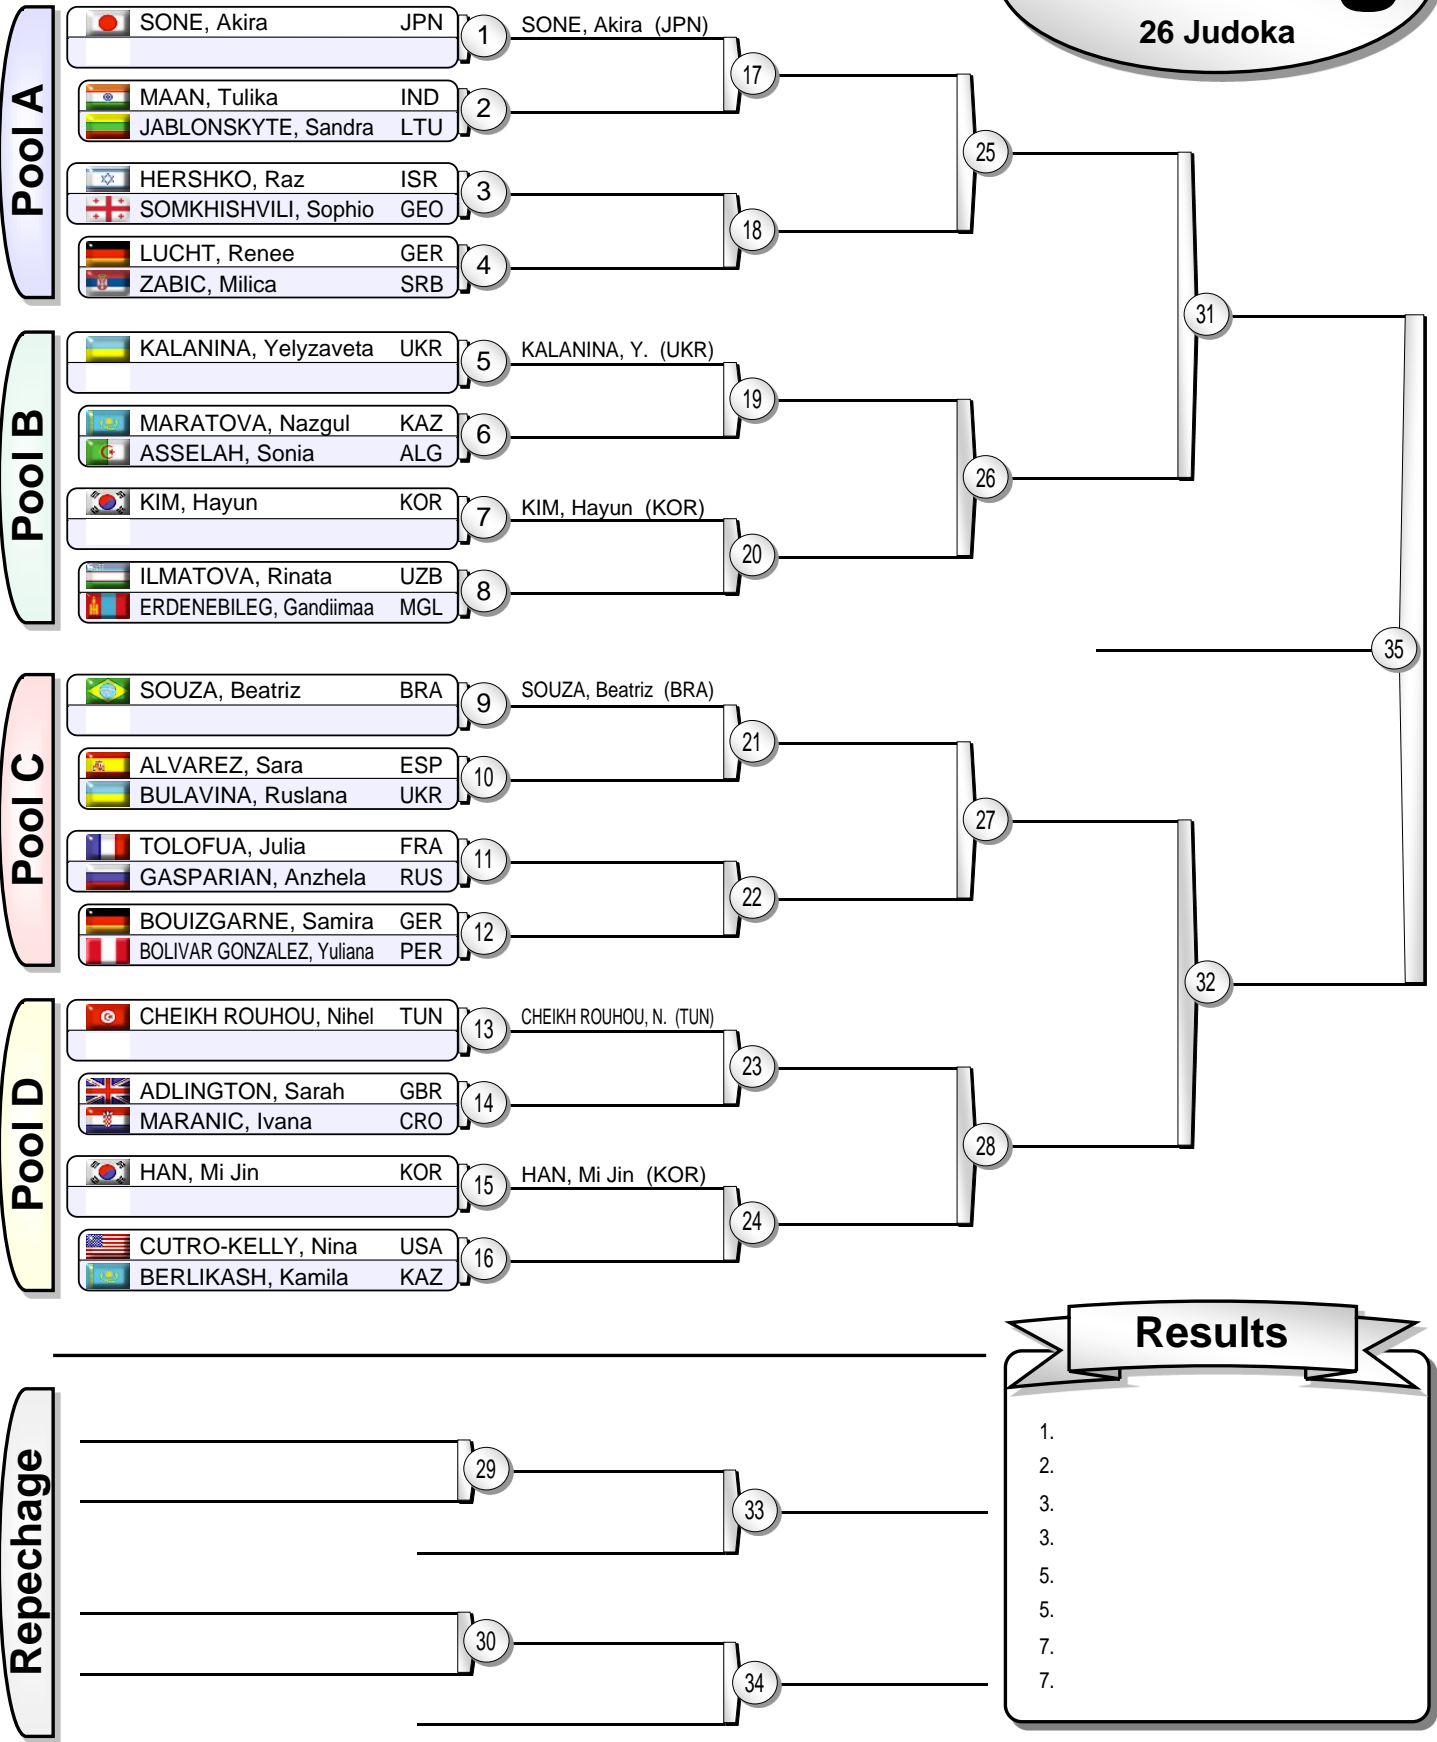 26 Judoka
Pool A
SONE, Akira JPN 1 SONE, Akira (JPN)
17
MAAN, Tulika IND
2
JABLONSKYTE, Sandra LTU
25
HERSHKO, Raz ISR
3
SOMKHISHVILI, Sophio GEO
18
LUCHT, Renee GER
4
ZABIC, Milica SRB
31
Pool B
KALANINA, Yelyzaveta UKR 5 KALANINA, Y. (UKR)
19
MARATOVA, Nazgul KAZ
6
ASSELAH, Sonia ALG
26
KIM, Hayun KOR 7 KIM, Hayun (KOR)
20
ILMATOVA, Rinata UZB
8
ERDENEBILEG, Gandiimaa MGL
35
Pool C
SOUZA, Beatriz BRA 9 SOUZA, Beatriz (BRA)
21
ALVAREZ, Sara ESP
10
BULAVINA, Ruslana UKR
27
TOLOFUA, Julia FRA
11
GASPARIAN, Anzhela RUS
22
BOUIZGARNE, Samira GER
12
BOLIVAR GONZALEZ, Yuliana PER
32
Pool D
CHEIKH ROUHOU, Nihel TUN 13 CHEIKH ROUHOU, N. (TUN)
23
ADLINGTON, Sarah GBR
14
MARANIC, Ivana CRO
28
HAN, Mi Jin KOR 15 HAN, Mi Jin (KOR)
24
CUTRO-KELLY, Nina USA
16
BERLIKASH, Kamila KAZ
Repechage
29
33
30
34
Results
1.
2.
3.
3.
5.
5.
7.
7.